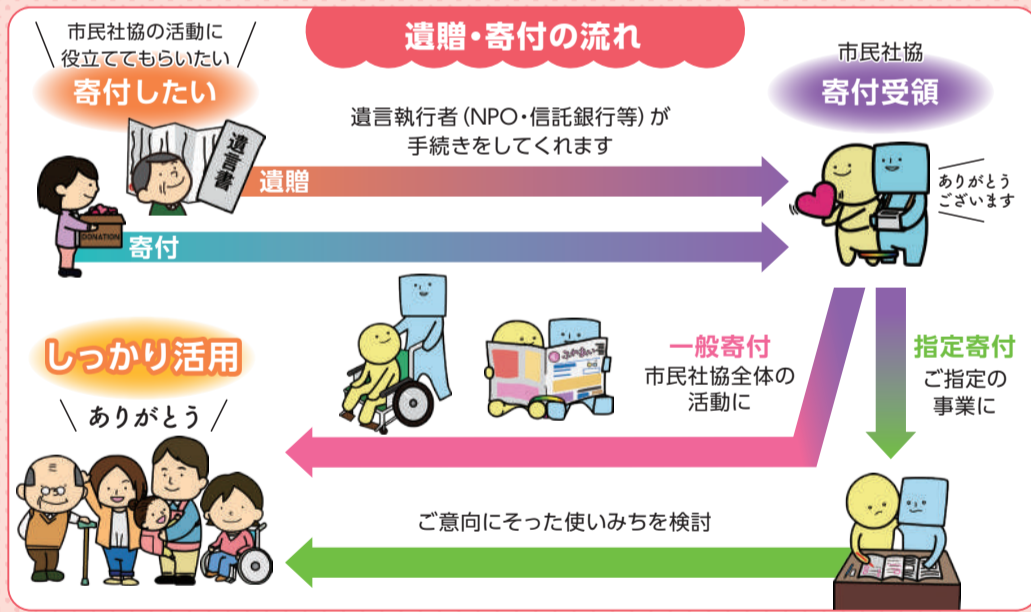 遺贈・寄付の流れ
市民社協の活動に
役立ててもらいたい
寄付したい
遺言書
DONATION
遺言執行者（NPO・信託銀行等）が
手続きをしてくれます
遺贈
寄付
市民社協
寄付受領
ありがとう
ございます
一般寄付
市民社協全体の
活動に
指定寄付
ご指定の
事業に
ご意向にそった使いみちを検討
しっかり活用
ありがとう